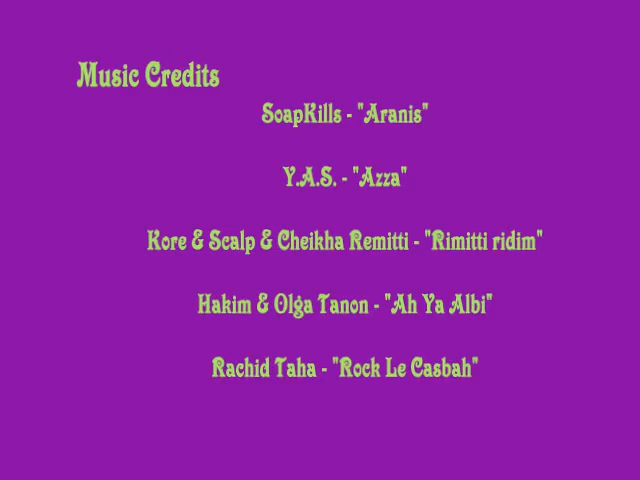 Music Credits
SoapKills - "Aranis"
Y.A.S. - "Azza"
Kore & Scalp & Cheikha Remitti - "Rimitti ridim"
Hakim & Olga Tanon - "Ah Ya Albi"
Rachid Taha - "Rock Le Casbah"